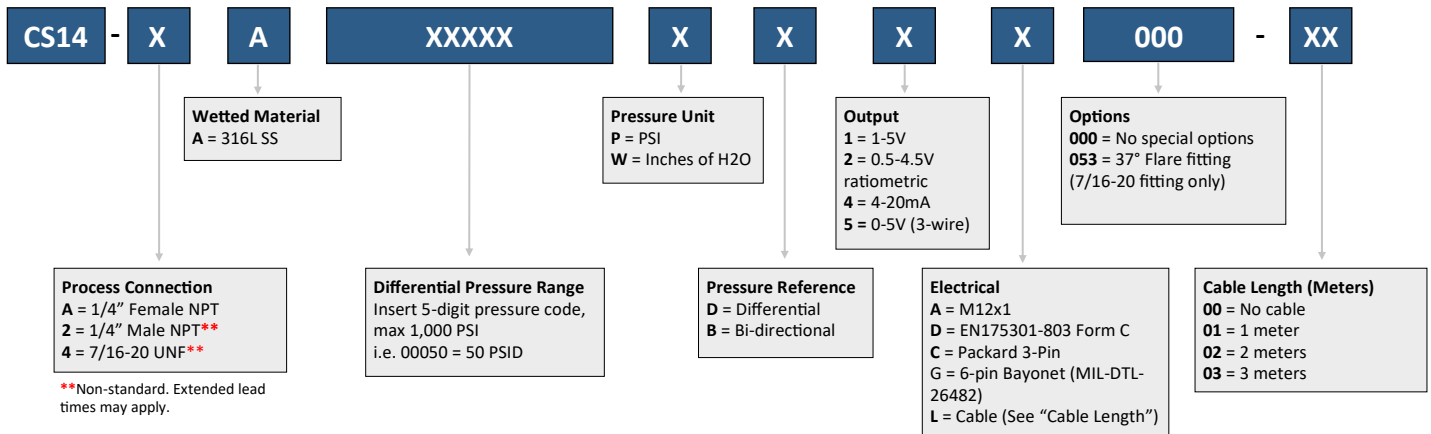 CS14 - X A XXXXX X X X X 000 - XX
Wetted Material
A = 316L SS
Pressure Unit
P = PSI
W = Inches of H2O
Output
1 = 1-5V
2 = 0.5-4.5V
ratiometric
4 = 4-20mA
5 = 0-5V (3-wire)
Options
000 = No special options
053 = 37° Flare fitting
(7/16-20 fitting only)
Process Connection
A = 1/4” Female NPT
2 = 1/4” Male NPT**
4 = 7/16-20 UNF**
**Non-standard. Extended lead
times may apply.
Differential Pressure Range
Insert 5-digit pressure code,
max 1,000 PSI
i.e. 00050 = 50 PSID
Pressure Reference
D = Differential
B = Bi-directional
Electrical
A = M12x1
D = EN175301-803 Form C
C = Packard 3-Pin
G = 6-pin Bayonet (MIL-DTL-
26482)
L = Cable (See “Cable Length”)
Cable Length (Meters)
00 = No cable
01 = 1 meter
02 = 2 meters
03 = 3 meters